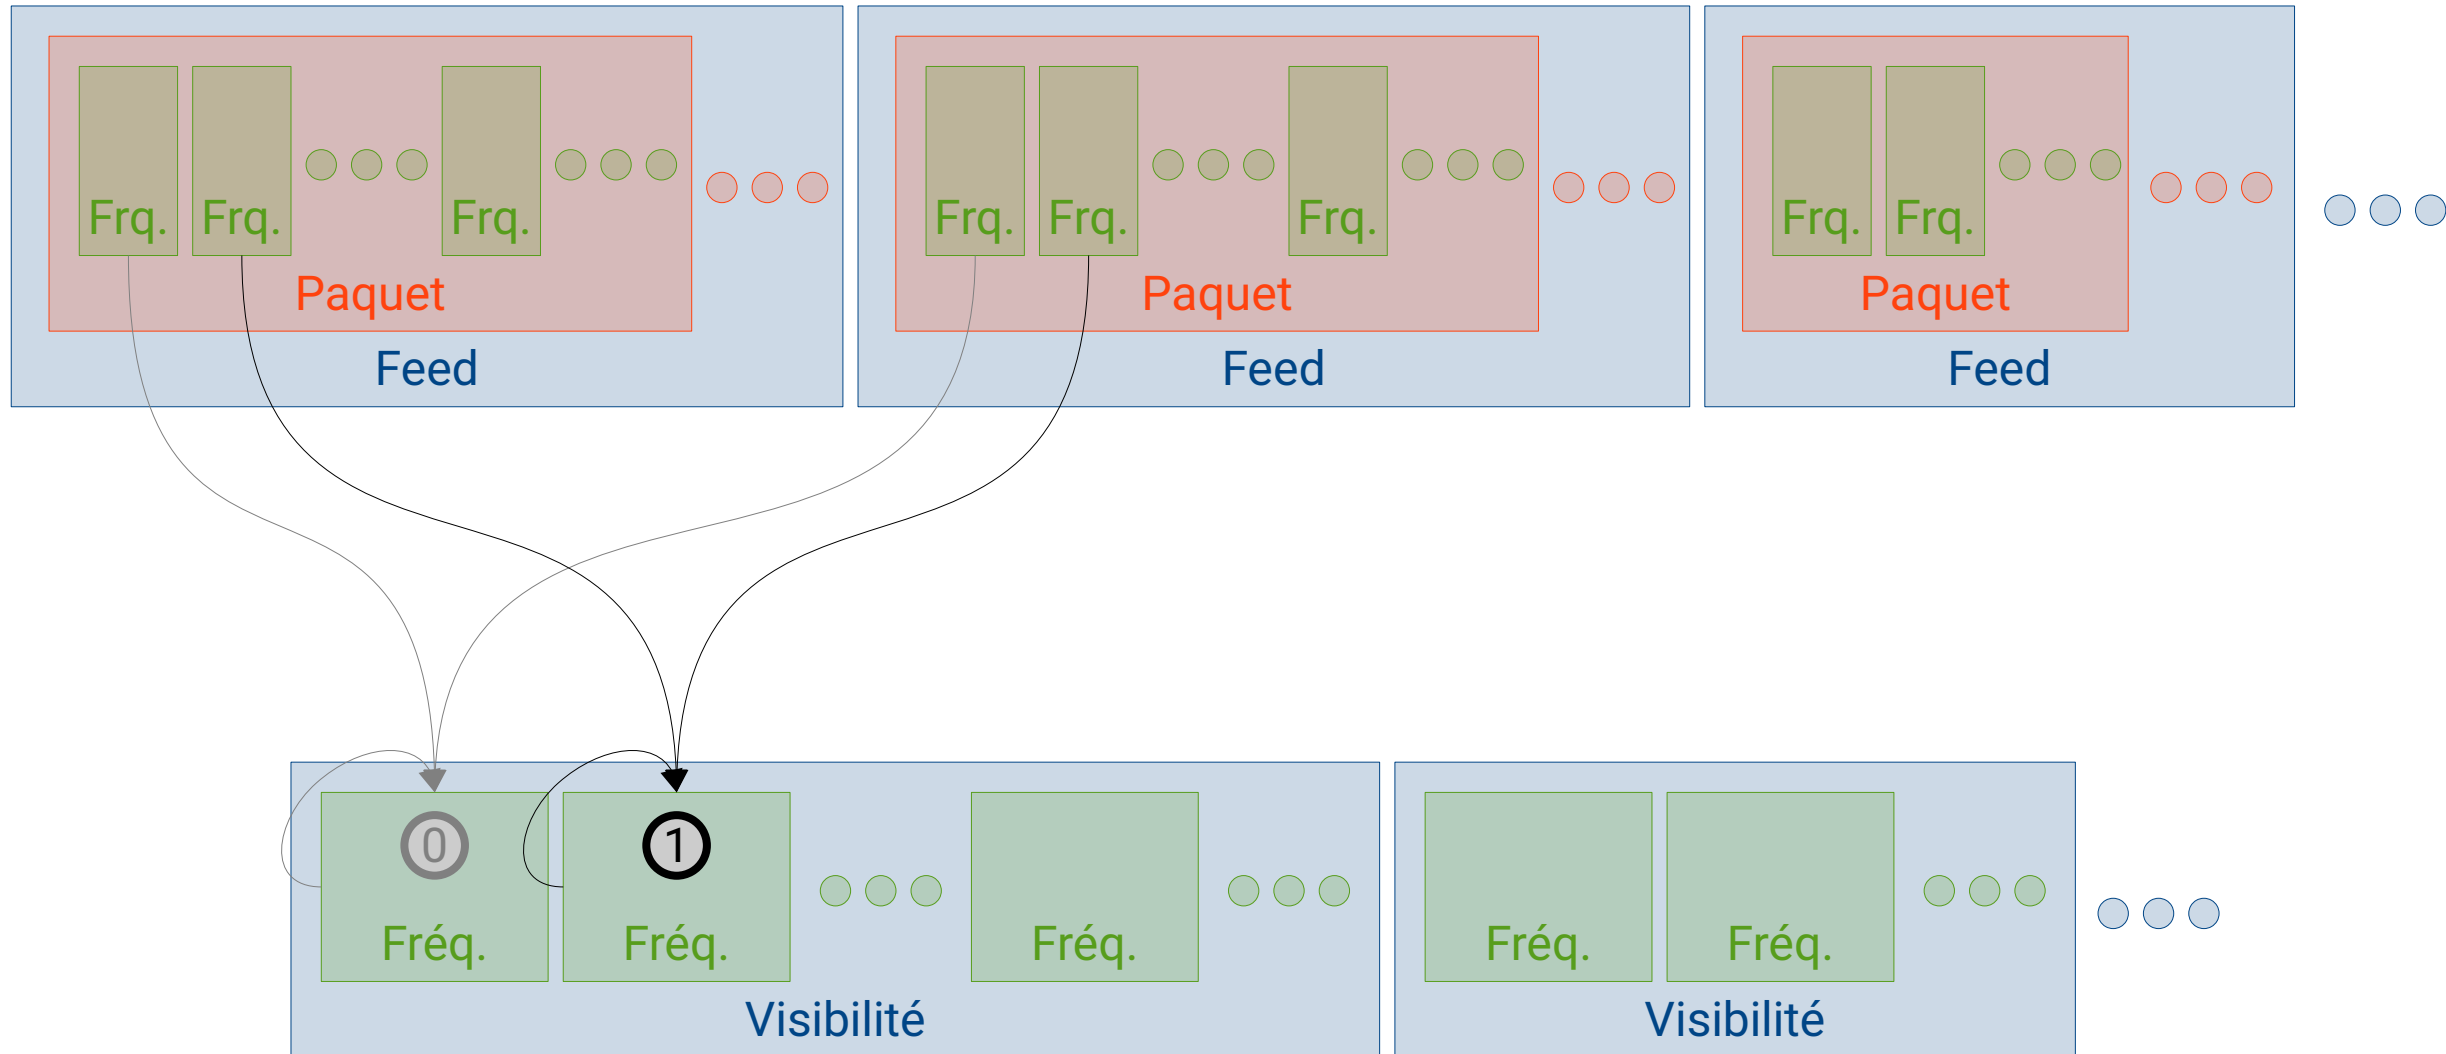 Frq. Frq. Frq. Frq. Frq. Frq. Frq. Frq.
Paquet Paquet Paquet
Feed Feed Feed
0 1
Fréq. Fréq. Fréq. Fréq. Fréq.
Visibilité Visibilité